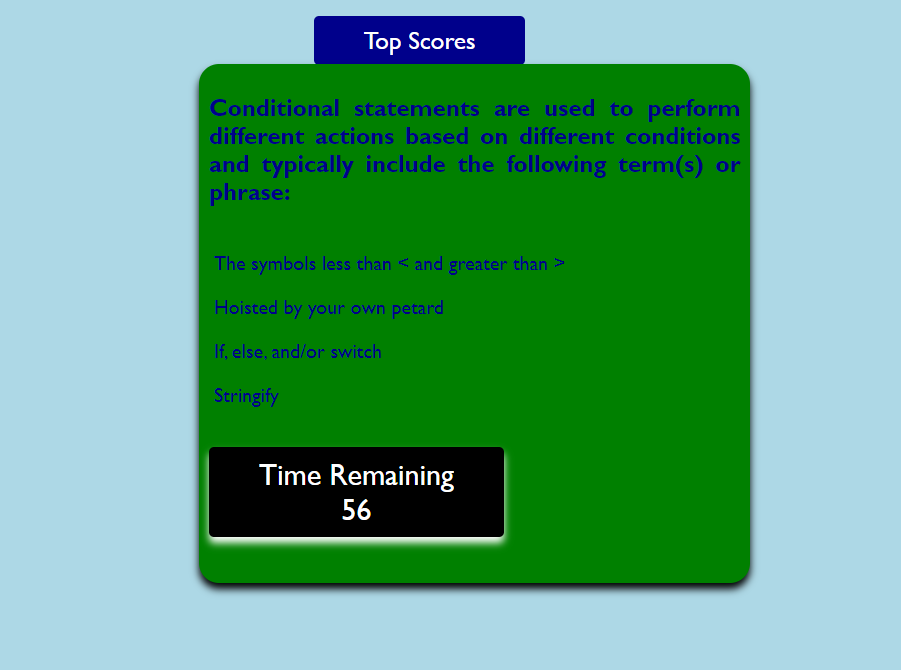 Top Scores
Conditional statements are used to perform
different actions based on different conditions
and typically include the following term(s) or
phrase:
The symbols less than < and greater than >
Hoisted by your own petard
If, else, and/or switch
Stringify
Time Remaining
56